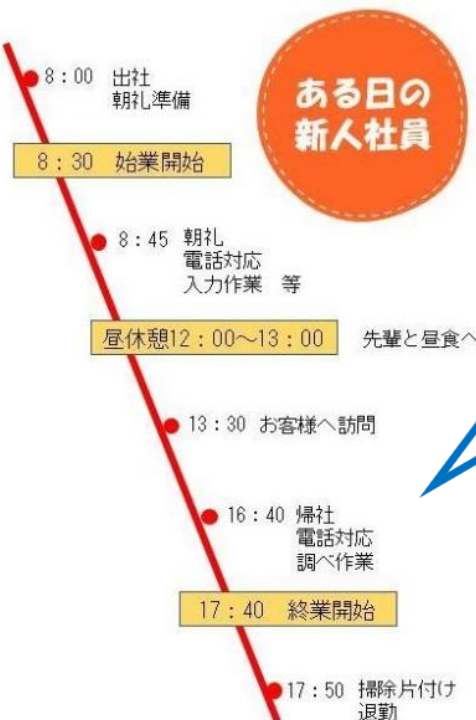 ある日の
新人社員
8：00 出社
朝礼準備
8：30 始業開始
8：45 朝礼
電話対応
入力作業 等
昼休憩12：00～13：00 先輩と昼食へ
13：30 お客様へ訪問
16：40 帰社
電話対応
調べ作業
17：40 終業開始
17：50 掃除片付け
退勤